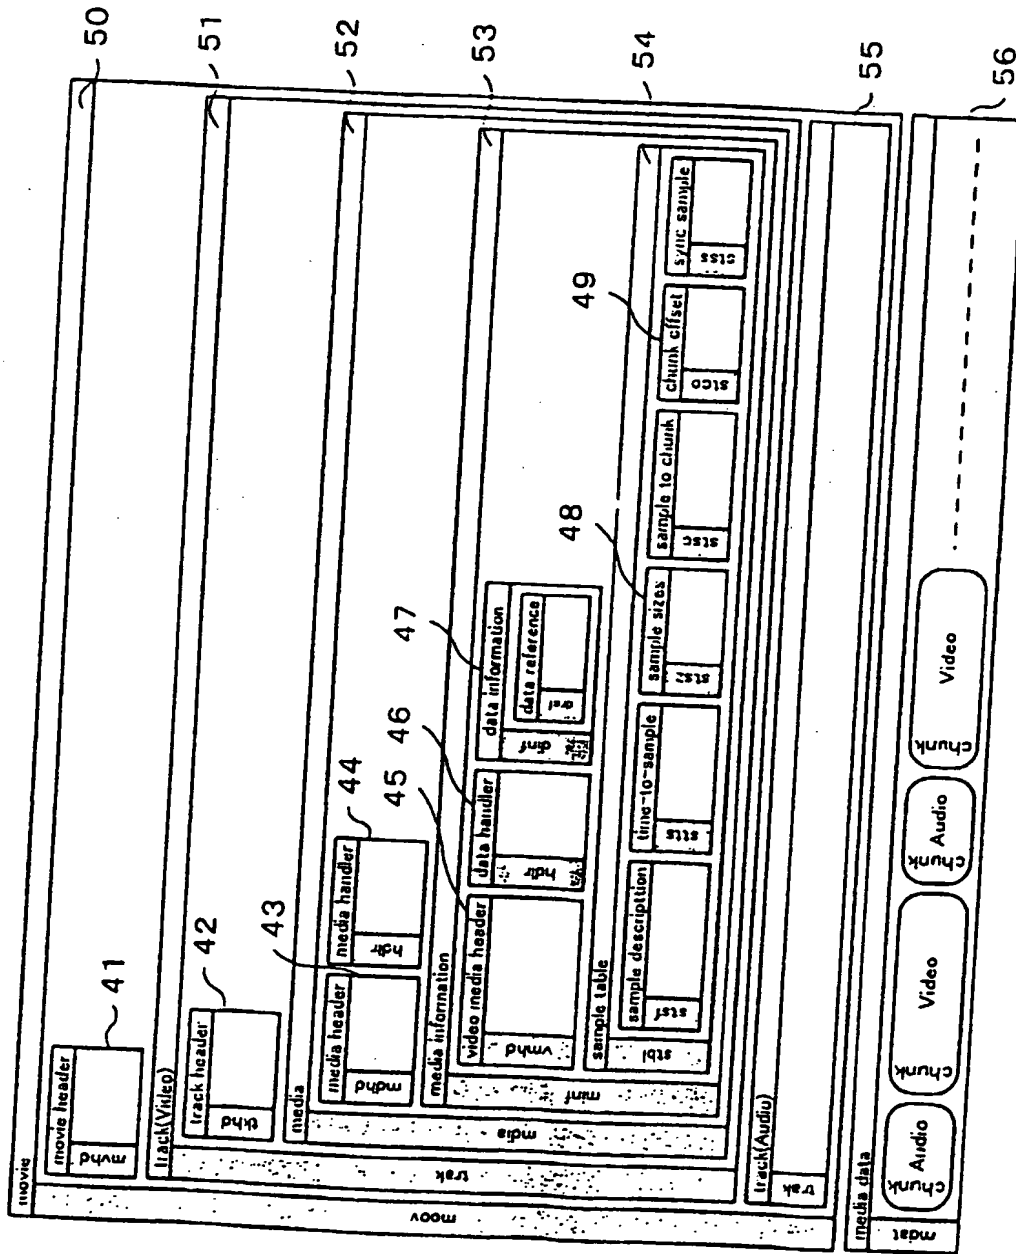 movie
movie header
mvhd
41
50
track(Video)
track header
tkhd
42
51
media
media header
mdhd
43
media handler
hdlr
44
52
media information
video media header
vmhd
45
data handler
hdlr
46
data information
dinf
47
data reference
53
sample table
sample descripttion
time-to-sample
stts
sample sizes
48
sample to chunk
stsc
chunk offset
stco
49
sync sample
stss
54
stbl
minf
mdia
trak
moov
track(Audio)
trak
55
media data
mdat
chunk
Audio
chunk
Video
chunk
Audio
chunk
Video
56